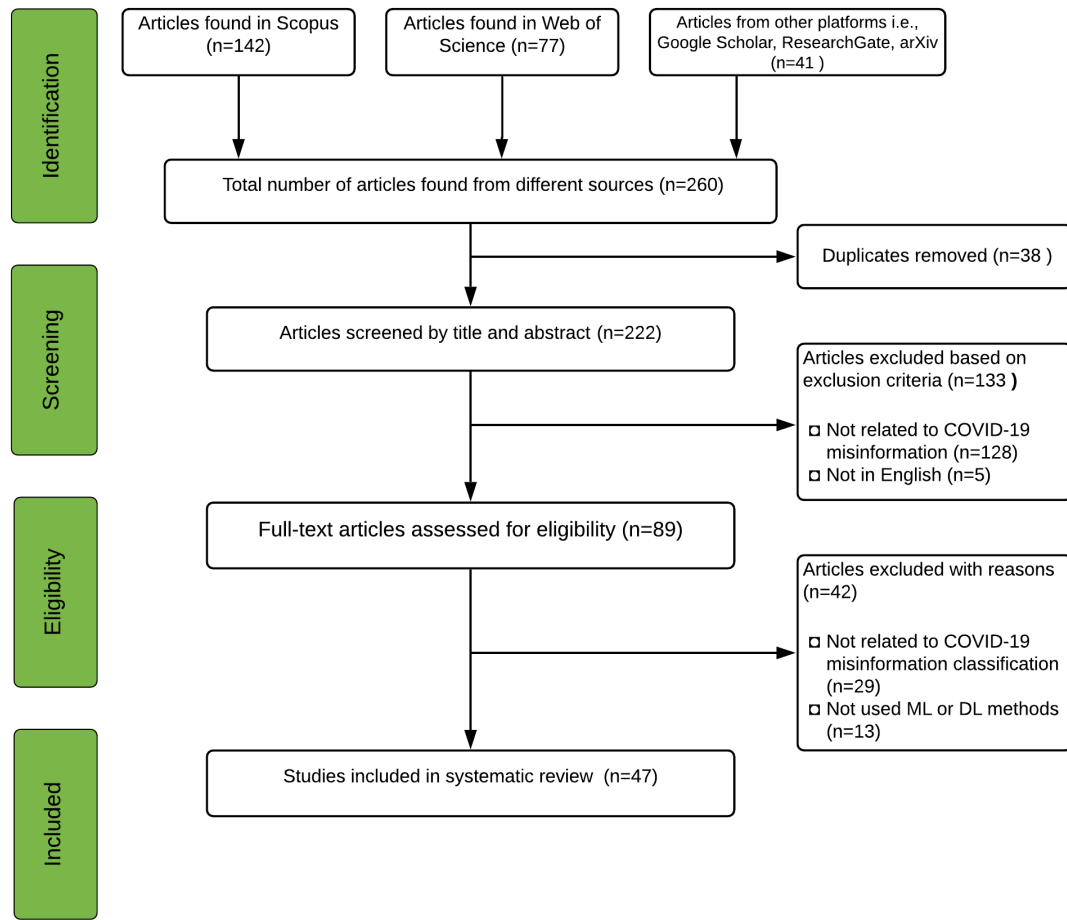 Identification
Articles found in Scopus
(n=142)
Articles found in Web of
Science (n=77)
Articles from other platforms i.e.,
Google Scholar, ResearchGate, arXiv
(n=41 )
Total number of articles found from different sources (n=260)
Duplicates removed (n=38 )
Screening
Articles screened by title and abstract (n=222)
Articles excluded based on
exclusion criteria (n=133 )
Not related to COVID-19
misinformation (n=128)
Not in English (n=5)
Eligibility
Full-text articles assessed for eligibility (n=89)
Articles excluded with reasons
(n=42)
Not related to COVID-19
misinformation classification
(n=29)
Not used ML or DL methods
(n=13)
Included
Studies included in systematic review  (n=47)